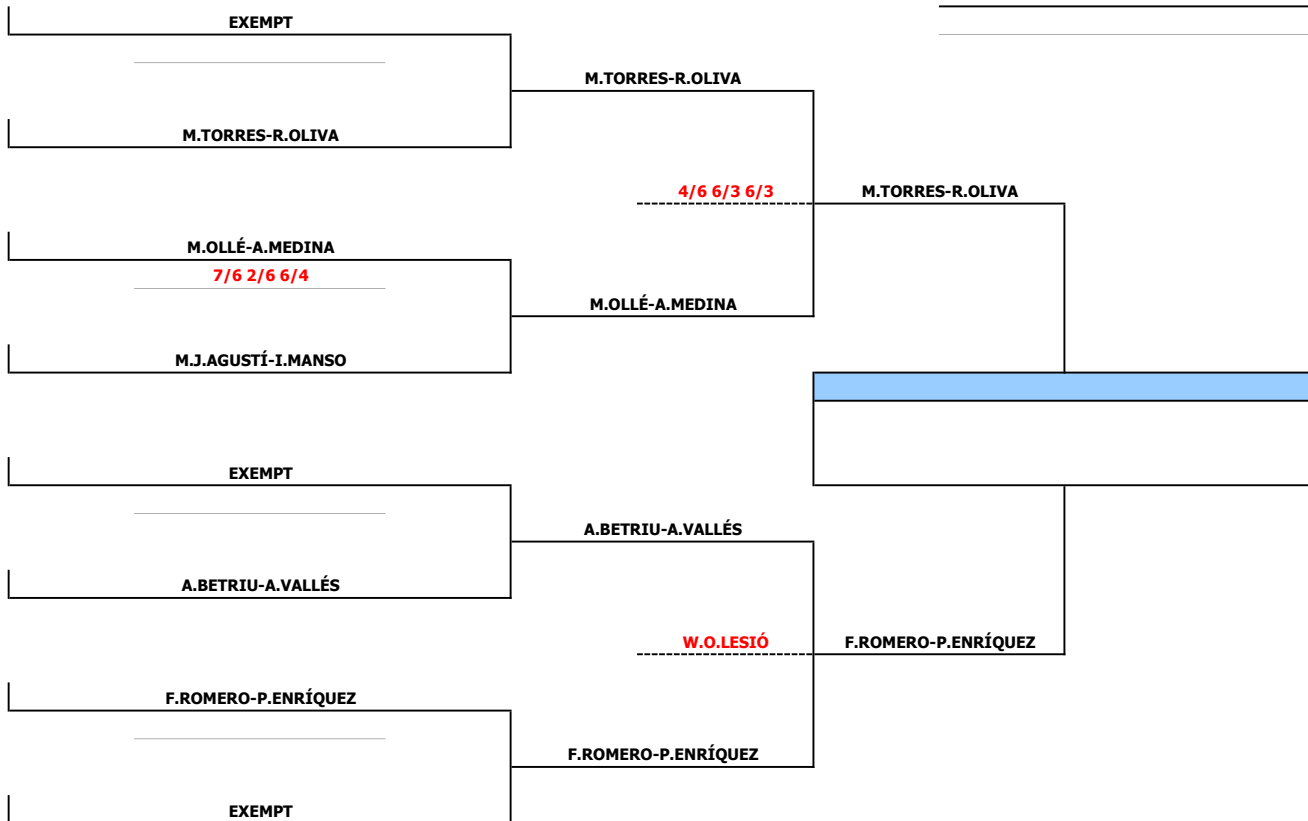 EXEMPT
M.TORRES-R.OLIVA
M.TORRES-R.OLIVA
4/6 6/3 6/3
M.TORRES-R.OLIVA
M.OLLÉ-A.MEDINA
7/6 2/6 6/4
M.OLLÉ-A.MEDINA
M.J.AGUSTÍ-I.MANSO
EXEMPT
A.BETRIU-A.VALLÉS
A.BETRIU-A.VALLÉS
W.O.LESIÓ
F.ROMERO-P.ENRÍQUEZ
F.ROMERO-P.ENRÍQUEZ
F.ROMERO-P.ENRÍQUEZ
EXEMPT